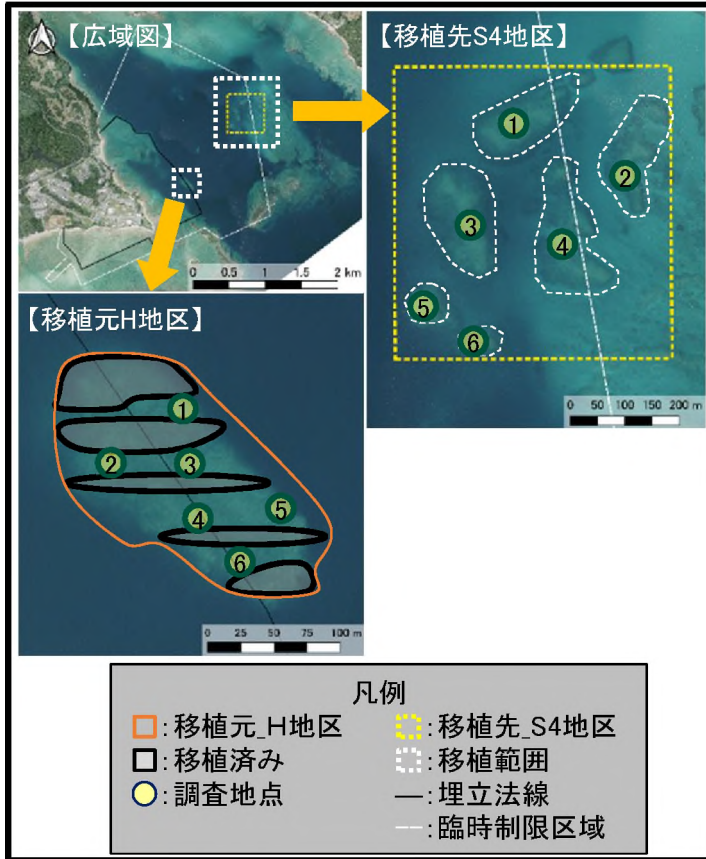 【広域図】
0 0.5 1 1.5 2 km
【移植先S4地区】
1
2
3
4
5
6
0 50 100 150 200 m
【移植元H地区】
1
2
3
4
5
6
0 25 50 75 100 m
凡例
:移植元_H地区
:移植済み
:調査地点
:移植先_S4地区
:移植範囲
:埋立法線
:臨時制限区域